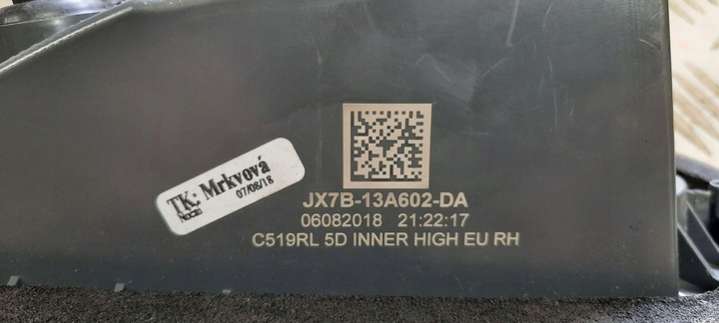 TK: Mrkvová
07/08/18
JX7B-13A602-DA
06082018 21:22:17
C519RL 5D INNER HIGH EU RH